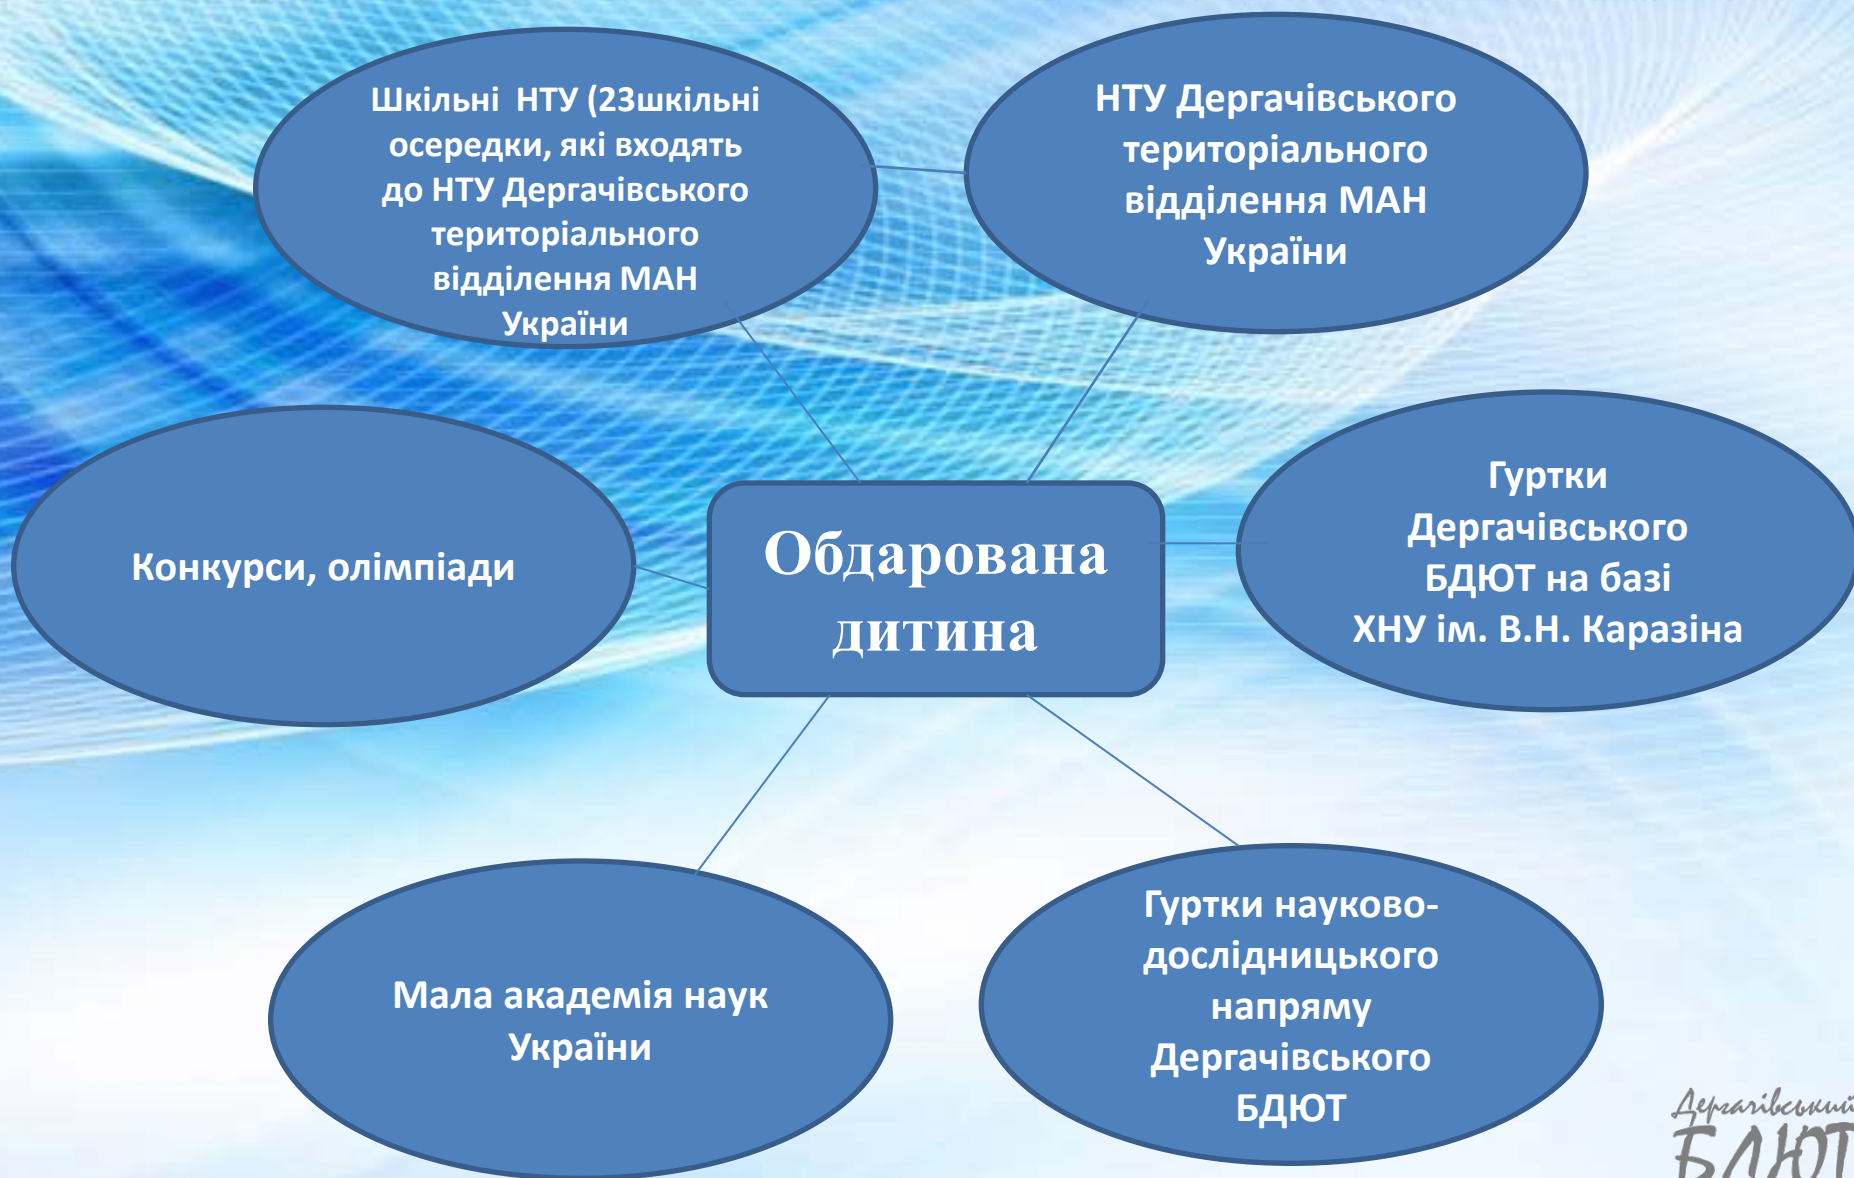 Шкільні НТУ (23шкільні
осередки, які входять
до НТУ Дергачівського
територіального
відділення МАН
України
НТУ Дергачівського
територіального
відділення МАН
України
Конкурси, олімпіади
Обдарована
дитина
Гуртки
Дергачівського
БДЮТ на базі
ХНУ ім. В.Н. Каразіна
Мала академія наук
України
Гуртки науково-
дослідницького
напряму
Дергачівського
БДЮТ
Дергачівський
БДЮТ